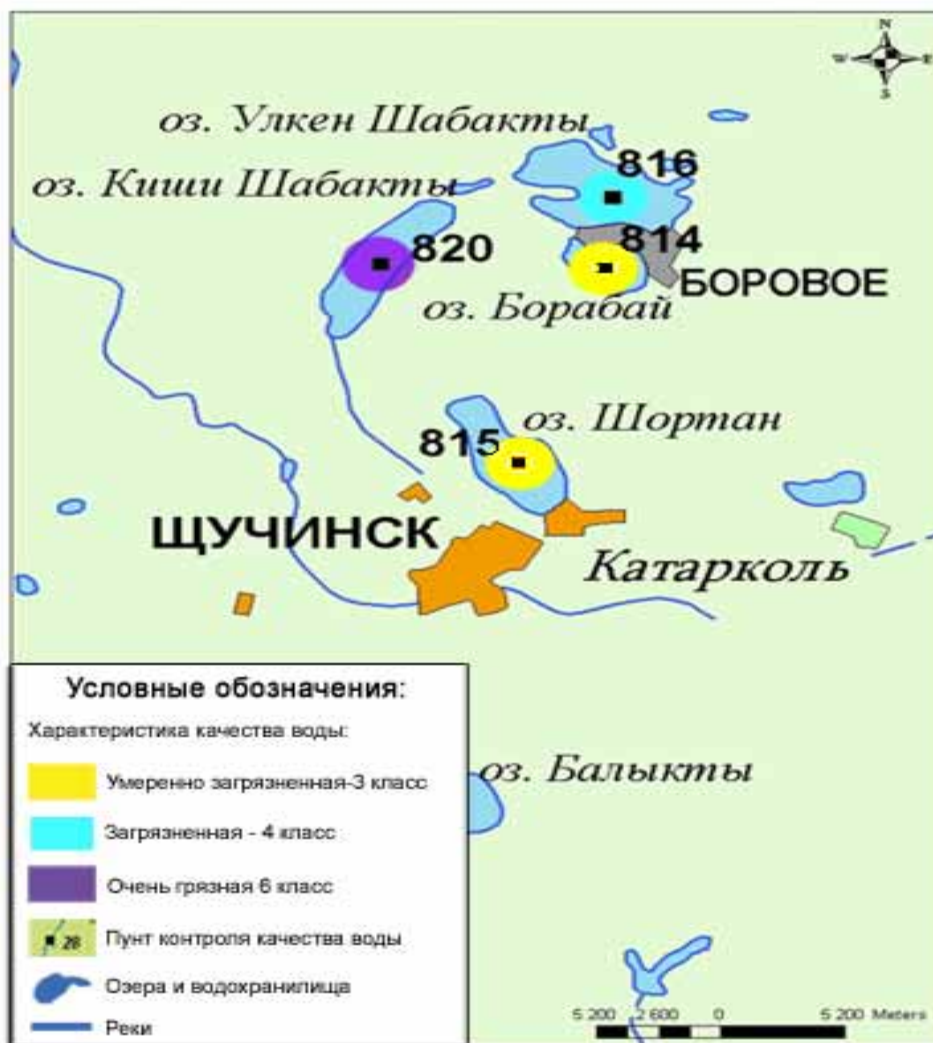 N
W E
S
оз. Улкен Шабакты
816
оз. Киши Шабакты
820
814
БОРОВОЕ
оз. Борабай
оз. Шортан
815
ЩУЧИНСК
Катарколь
оз. Балыкты
Условные обозначения:
Характеристика качества воды:
Умеренно загрязненная-3 класс
Загрязненная - 4 класс
Очень грязная 6 класс
28 Пунт контроля качества воды
Озера и водохранилища
Реки
5 200 2 600 0 5 200 Meters